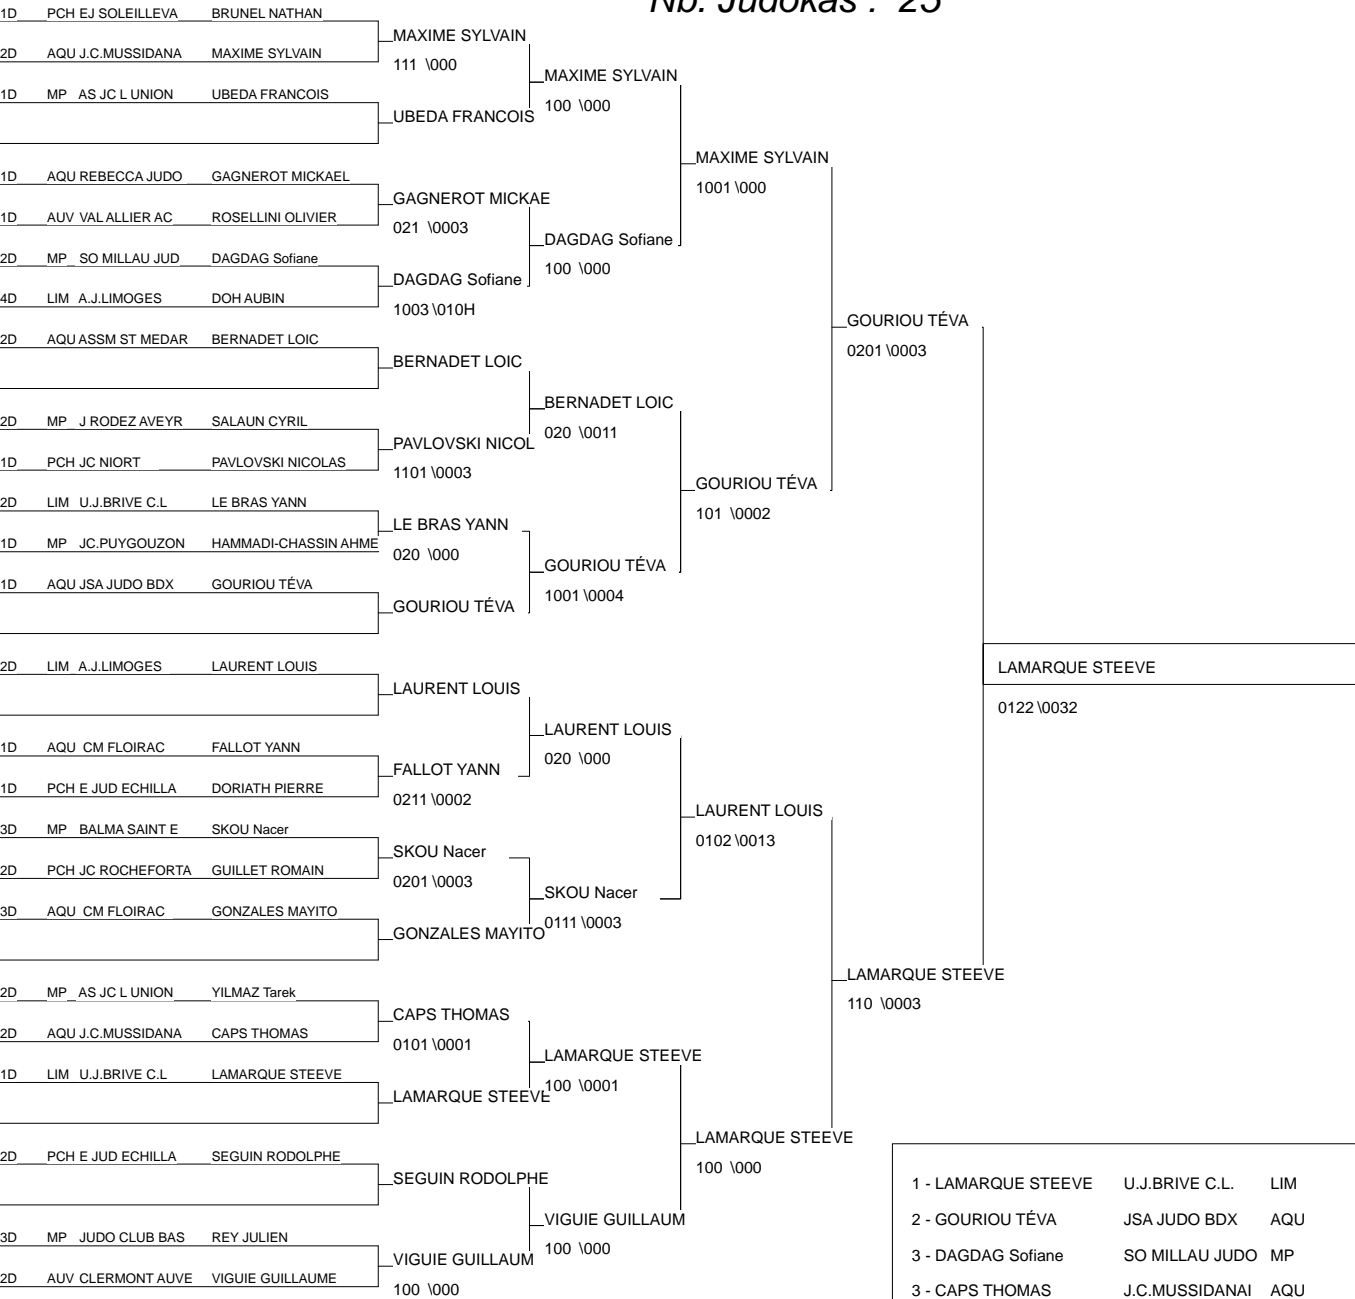 Nb. Judokas : 25
1D PCH EJ SOLEILLEVA BRUNEL NATHAN
MAXIME SYLVAIN
2D AQU J.C.MUSSIDANA MAXIME SYLVAIN
111 \000
MAXIME SYLVAIN
1D MP AS JC L UNION UBEDA FRANCOIS
100 \000
UBEDA FRANCOIS
MAXIME SYLVAIN
1D AQU REBECCA JUDO GAGNEROT MICKAEL
1001 \000
GAGNEROT MICKAE
1D AUV VAL ALLIER AC ROSELLINI OLIVIER
021 \0003
DAGDAG Sofiane
2D MP SO MILLAU JUD DAGDAG Sofiane
100 \000
DAGDAG Sofiane
4D LIM A.J.LIMOGES DOH AUBIN
1003 \010H
GOURIOU TÉVA
2D AQU ASSM ST MEDAR BERNADET LOIC
0201 \0003
BERNADET LOIC
BERNADET LOIC
2D MP J RODEZ AVEYR SALAUN CYRIL
020 \0011
PAVLOVSKI NICOL
1D PCH JC NIORT PAVLOVSKI NICOLAS
1101 \0003
GOURIOU TÉVA
2D LIM U.J.BRIVE C.L LE BRAS YANN
101 \0002
LE BRAS YANN
1D MP JC.PUYGOUZON HAMMADI-CHASSIN AHME
020 \000
GOURIOU TÉVA
1D AQU JSA JUDO BDX GOURIOU TÉVA
1001 \0004
GOURIOU TÉVA
2D LIM A.J.LIMOGES LAURENT LOUIS
LAMARQUE STEEVE
LAURENT LOUIS
0122 \0032
LAURENT LOUIS
1D AQU CM FLOIRAC FALLOT YANN
020 \000
FALLOT YANN
1D PCH E JUD ECHILLA DORIATH PIERRE
0211 \0002
LAURENT LOUIS
3D MP BALMA SAINT E SKOU Nacer
0102 \0013
SKOU Nacer
2D PCH JC ROCHEFORTA GUILLET ROMAIN
0201 \0003
SKOU Nacer
3D AQU CM FLOIRAC GONZALES MAYITO
0111 \0003
GONZALES MAYITO
LAMARQUE STEEVE
2D MP AS JC L UNION YILMAZ Tarek
110 \0003
CAPS THOMAS
2D AQU J.C.MUSSIDANA CAPS THOMAS
0101 \0001
LAMARQUE STEEVE
1D LIM U.J.BRIVE C.L LAMARQUE STEEVE
100 \0001
LAMARQUE STEEVE
LAMARQUE STEEVE
2D PCH E JUD ECHILLA SEGUIN RODOLPHE
100 \000
SEGUIN RODOLPHE
1 - LAMARQUE STEEVE U.J.BRIVE C.L. LIM
VIGUIE GUILLAUM
2 - GOURIOU TÉVA JSA JUDO BDX AQU
3D MP JUDO CLUB BAS REY JULIEN
100 \000
3 - DAGDAG Sofiane SO MILLAU JUDO MP
VIGUIE GUILLAUM
2D AUV CLERMONT AUVE VIGUIE GUILLAUME
100 \000
3 - CAPS THOMAS J.C.MUSSIDANAI AQU